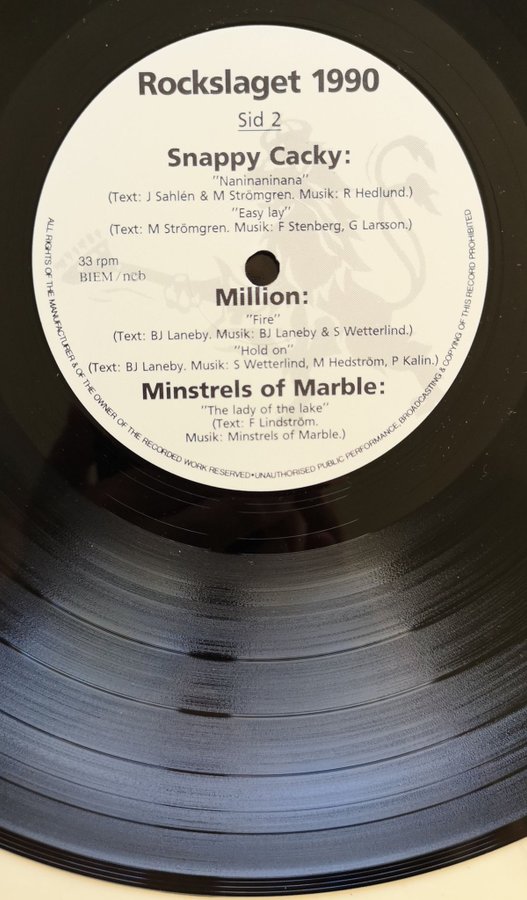 Rockslaget 1990
Sid 2
Snappy Cacky:
"Naninaninana"
(Text: J Sahlén & M Strömgren. Musik: R Hedlund.)
"Easy lay"
(Text: M Strömgren. Musik: F Stenberg, G Larsson.)
33 rpm
BIEM/ncb
Million:
"Fire"
(Text: BJ Laneby. Musik: BJ Laneby & S Wetterlind.)
"Hold on"
(Text: BJ Laneby. Musik: S Wetterlind, M Hedström, P Kalin.)
Minstrels of Marble:
"The lady of the lake"
(Text: F Lindström.
Musik: Minstrels of Marble.)
ALL RIGHTS OF THE MANUFACTURER & OF THE OWNER OF THE RECORDED WORK RESERVED•UNAUTHORISED PUBLIC PERFORMANCE, BROADCASTING & COPYING OF THIS RECORD PROHIBITED